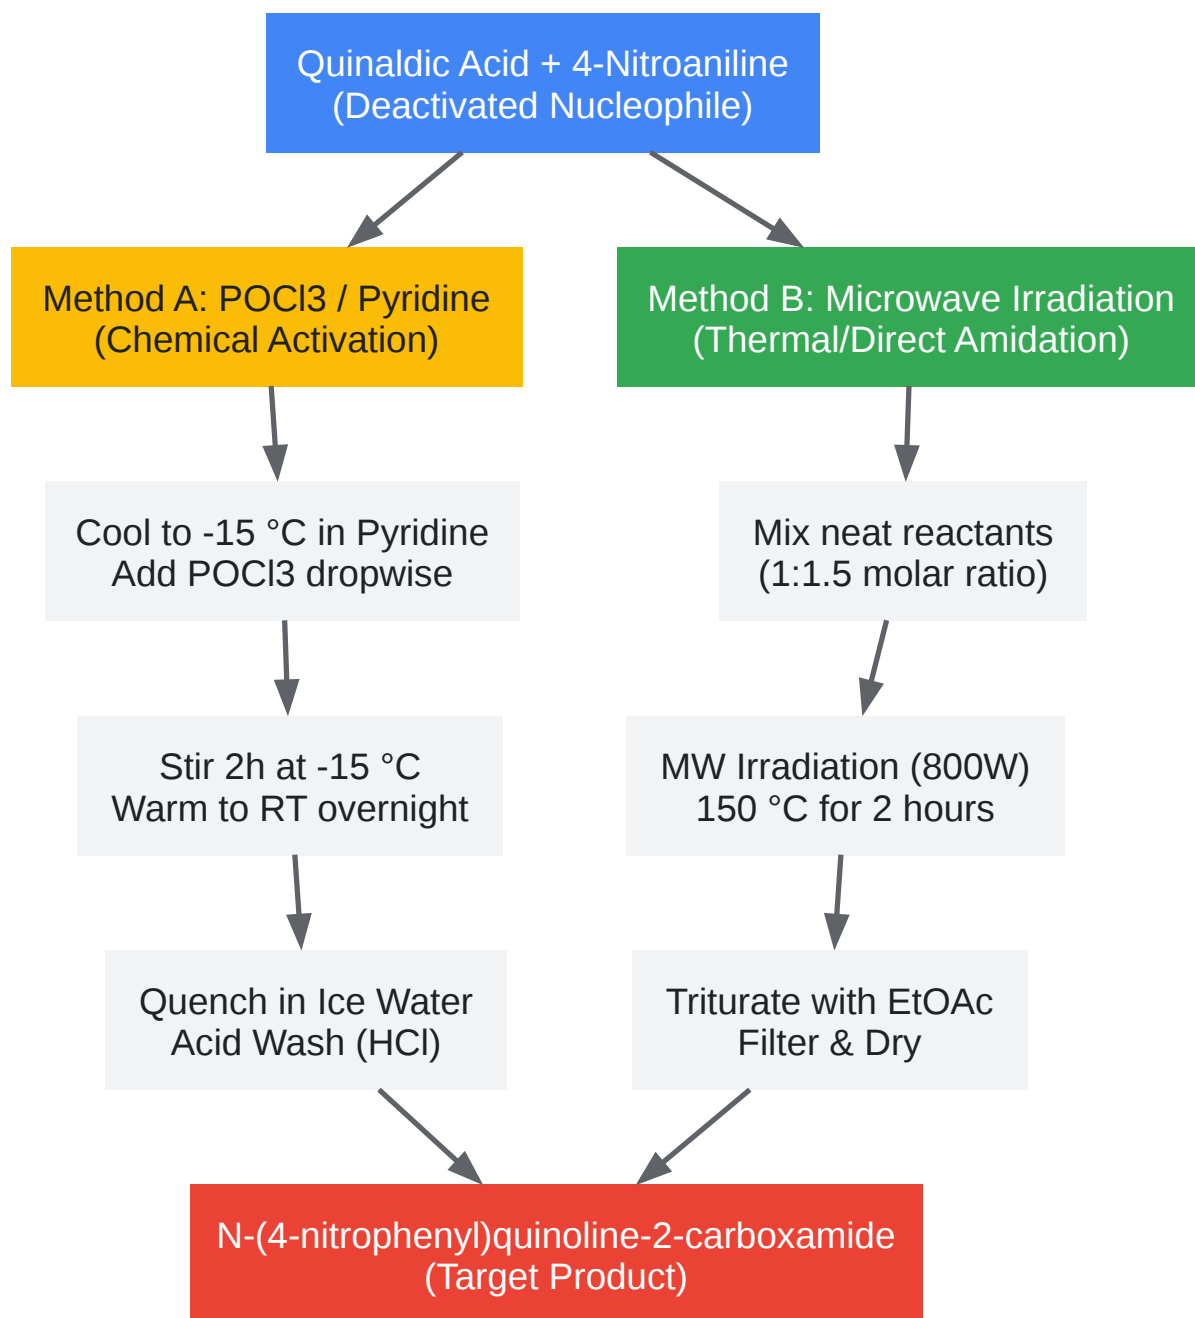 Quinaldic Acid + 4-Nitroaniline
(Deactivated Nucleophile)
Method A: POCl3 / Pyridine
(Chemical Activation)
Method B: Microwave Irradiation
(Thermal/Direct Amidation)
Cool to -15 °C in Pyridine
Add POCl3 dropwise
Mix neat reactants
(1:1.5 molar ratio)
Stir 2h at -15 °C
Warm to RT overnight
MW Irradiation (800W)
150 °C for 2 hours
Quench in Ice Water
Acid Wash (HCl)
Triturate with EtOAc
Filter & Dry
N-(4-nitrophenyl)quinoline-2-carboxamide
(Target Product)